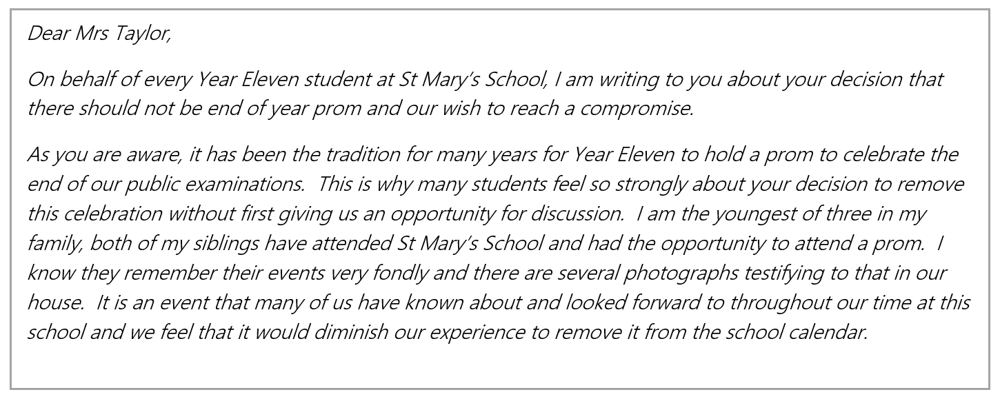 Dear Mrs Taylor,
On behalf of every Year Eleven student at St Mary’s School, I am writing to you about your decision that
there should not be end of year prom and our wish to reach a compromise.
As you are aware, it has been the tradition for many years for Year Eleven to hold a prom to celebrate the
end of our public examinations.  This is why many students feel so strongly about your decision to remove
this celebration without first giving us an opportunity for discussion.  I am the youngest of three in my
family, both of my siblings have attended St Mary’s School and had the opportunity to attend a prom.  I
know they remember their events very fondly and there are several photographs testifying to that in our
house.  It is an event that many of us have known about and looked forward to throughout our time at this
school and we feel that it would diminish our experience to remove it from the school calendar.